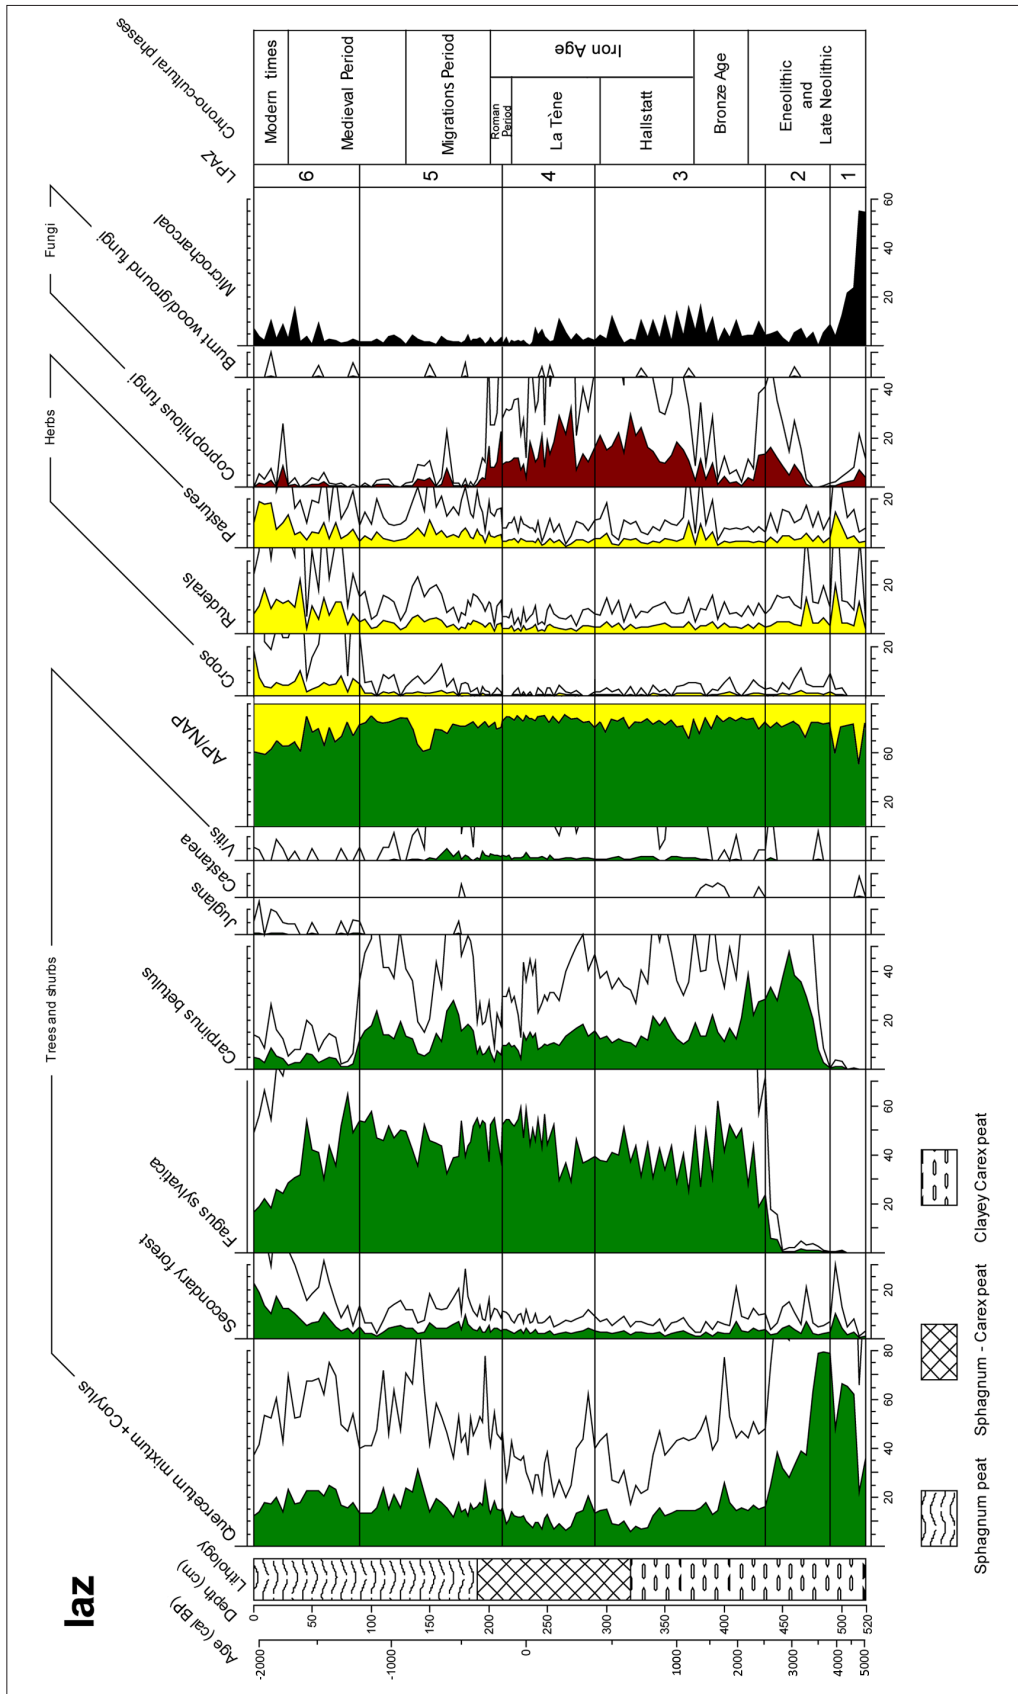 Iaz
Age (cal BP)
Depth (cm)
Lithology
Quercetum mixtum + Corylus
Secondary forest
Fagus sylvatica
Carpinus betulus
Juglans
Castanea
Vitis
AP/NAP
Crops
Ruderals
Pastures
Coprophilous fungi
Burnt wood/ground fungi
Microcharcoal
LPAZ
Chrono-cultural phases
Trees and shurbs
Herbs
Fungi
-2000
-1000
0
1000
2000
3000
4000
5000
0
50
100
150
200
250
300
350
400
450
500
520
20 40 60 80
20
20 40 60
20 40
20 60
20
20
20
20 40
20 40 60
6
5
4
3
2
1
Modern times
Medieval Period
Migrations Period
Roman
Period
La Tène
Hallstatt
Iron Age
Bronze Age
Eneolithic
and
Late Neolithic
Sphagnum peat
Sphagnum - Carex peat
Clayey Carex peat